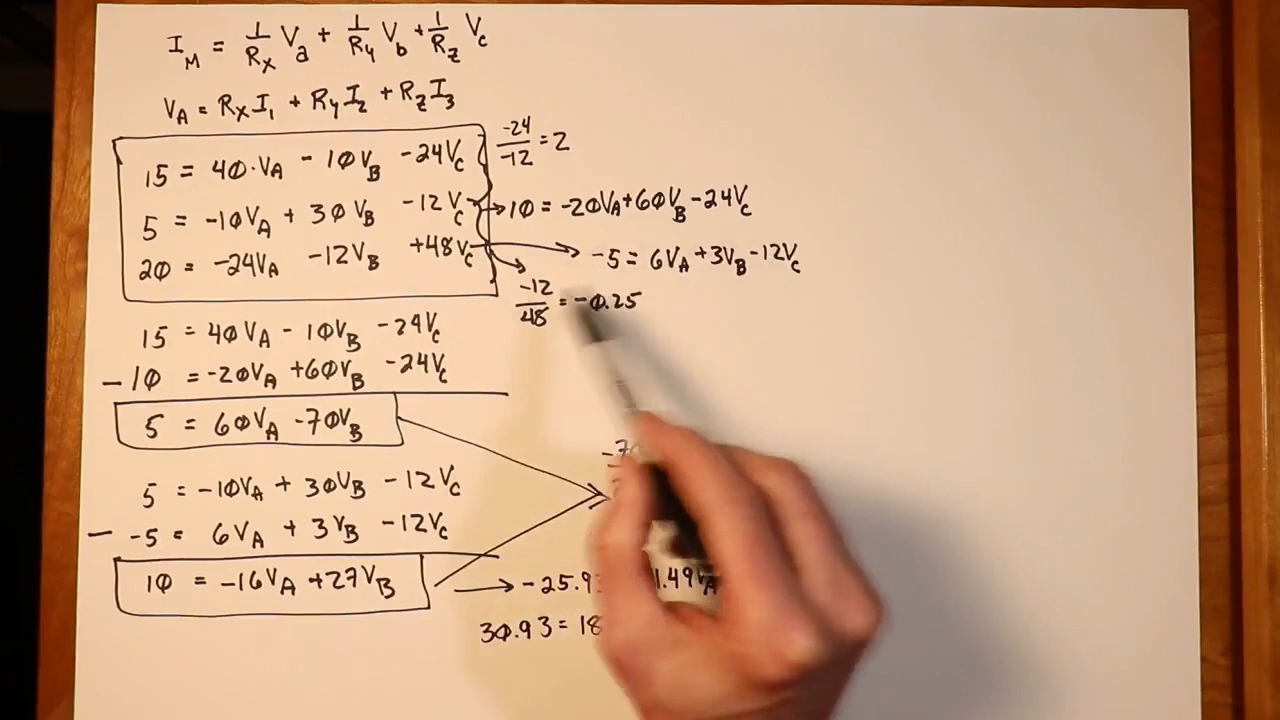 I_M = 1/R_X V_a + 1/R_Y V_b + 1/R_Z V_c
V_A = R_X I_1 + R_Y I_2 + R_Z I_3
15 = 40·V_A - 10V_B - 24V_C
-24/-12 = 2
5 = -10V_A + 30V_B - 12V_C
10 = -20V_A + 60V_B - 24V_C
20 = -24V_A - 12V_B + 48V_C
-5 = 6V_A + 3V_B - 12V_C
-12/48 = -0.25
15 = 40V_A - 10V_B - 24V_C
- 10 = -20V_A + 60V_B - 24V_C
5 = 60V_A - 70V_B
5 = -10V_A + 30V_B - 12V_C
- -5 = 6V_A + 3V_B - 12V_C
10 = -16V_A + 27V_B
-25.93 1.49V_A
30.93 = 18